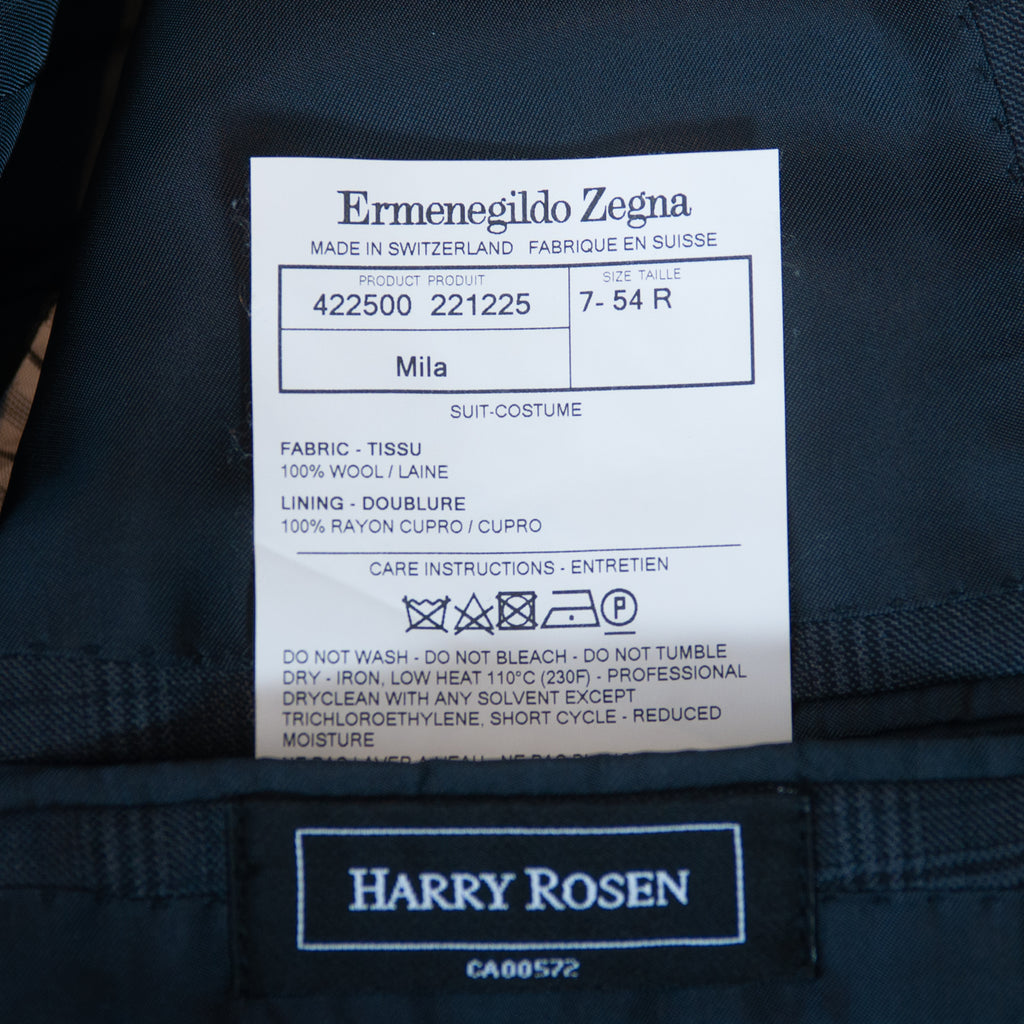 Ermenegildo Zegna
MADE IN SWITZERLAND FABRIQUE EN SUISSE
PRODUCT PRODUIT
422500 221225
SIZE TAILLE
7- 54 R
Mila
SUIT-COSTUME
FABRIC - TISSU
100% WOOL / LAINE
LINING - DOUBLURE
100% RAYON CUPRO / CUPRO
CARE INSTRUCTIONS - ENTRETIEN
P
DO NOT WASH - DO NOT BLEACH - DO NOT TUMBLE
DRY - IRON, LOW HEAT 110°C (230F) - PROFESSIONAL
DRYCLEAN WITH ANY SOLVENT EXCEPT
TRICHLOROETHYLENE, SHORT CYCLE - REDUCED
MOISTURE
HARRY ROSEN
CA00572